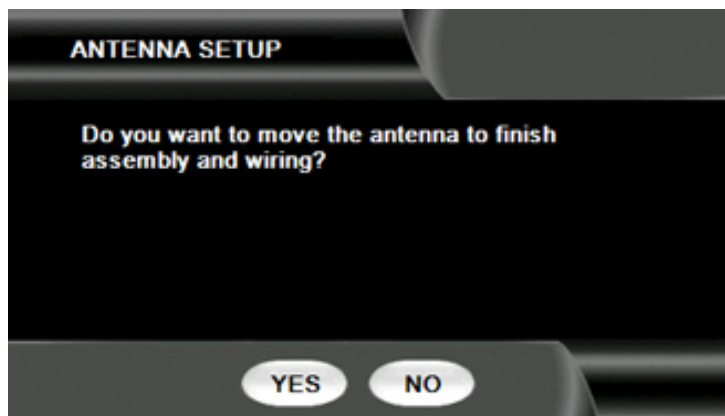 ANTENNA SETUP
Do you want to move the antenna to finish
assembly and wiring?
YES NO